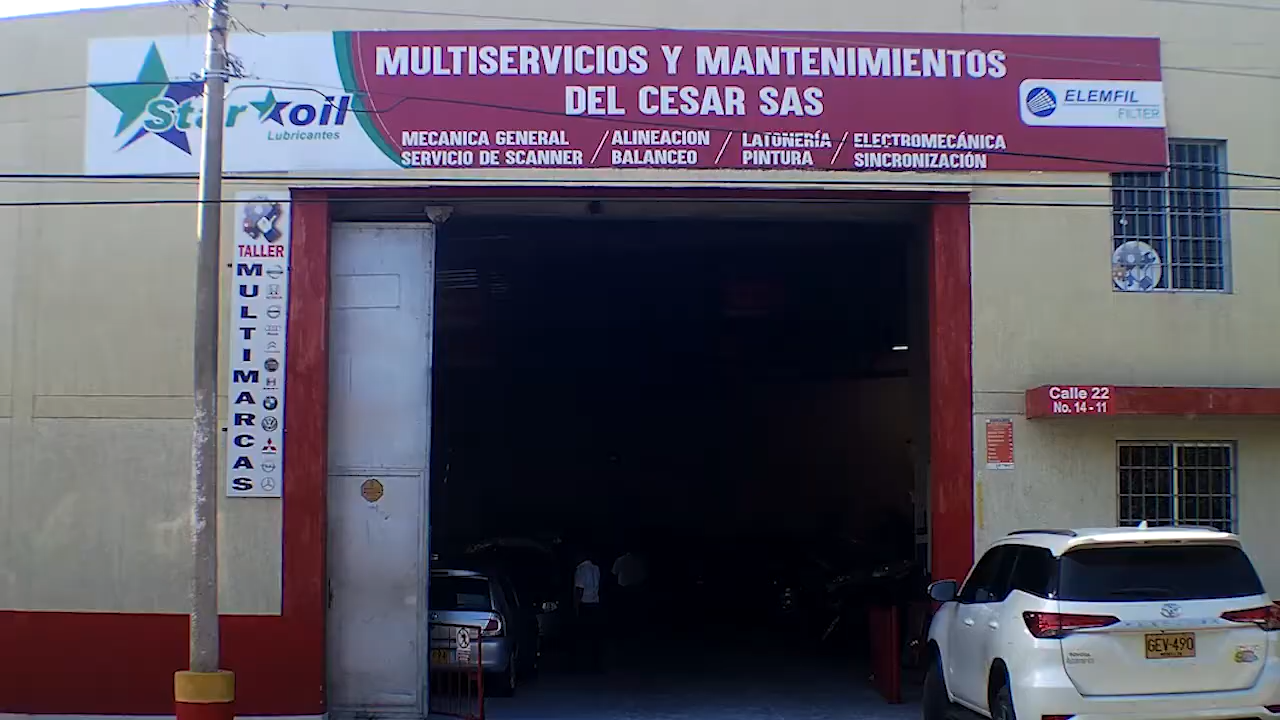 MULTISERVICIOS Y MANTENIMIENTOS
DEL CESAR SAS
Star oil
Lubricantes
ELEMFIL
FILTER
MECANICA GENERAL / ALINEACION / LATONERÍA / ELECTROMECÁNICA
SERVICIO DE SCANNER BALANCEO PINTURA SINCRONIZACIÓN
TALLER
MULTIMARCAS
Calle 22
No. 14 - 11
TOYOTA
GEV-490